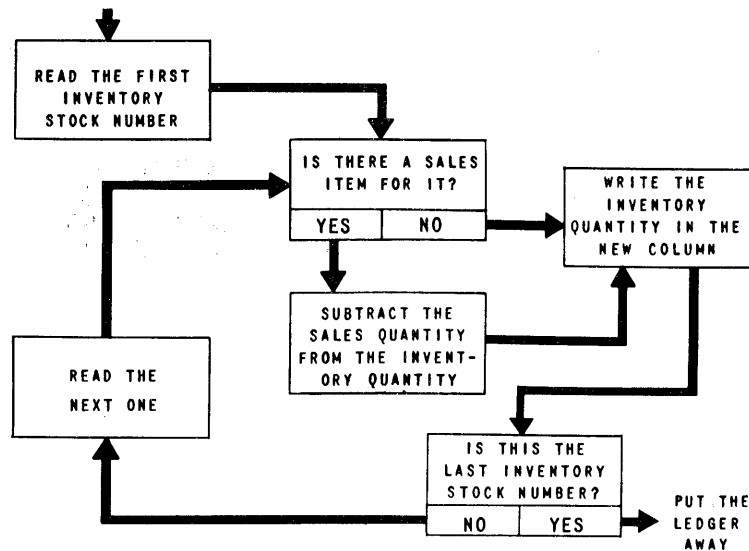 READ THE FIRST
INVENTORY
STOCK NUMBER
IS THERE A SALES
ITEM FOR IT?
YES
NO
WRITE THE
INVENTORY
QUANTITY IN THE
NEW COLUMN
SUBTRACT THE
SALES QUANTITY
FROM THE INVENT-
ORY QUANTITY
READ THE
NEXT ONE
IS THIS THE
LAST INVENTORY
STOCK NUMBER?
NO
YES
PUT THE
LEDGER
AWAY